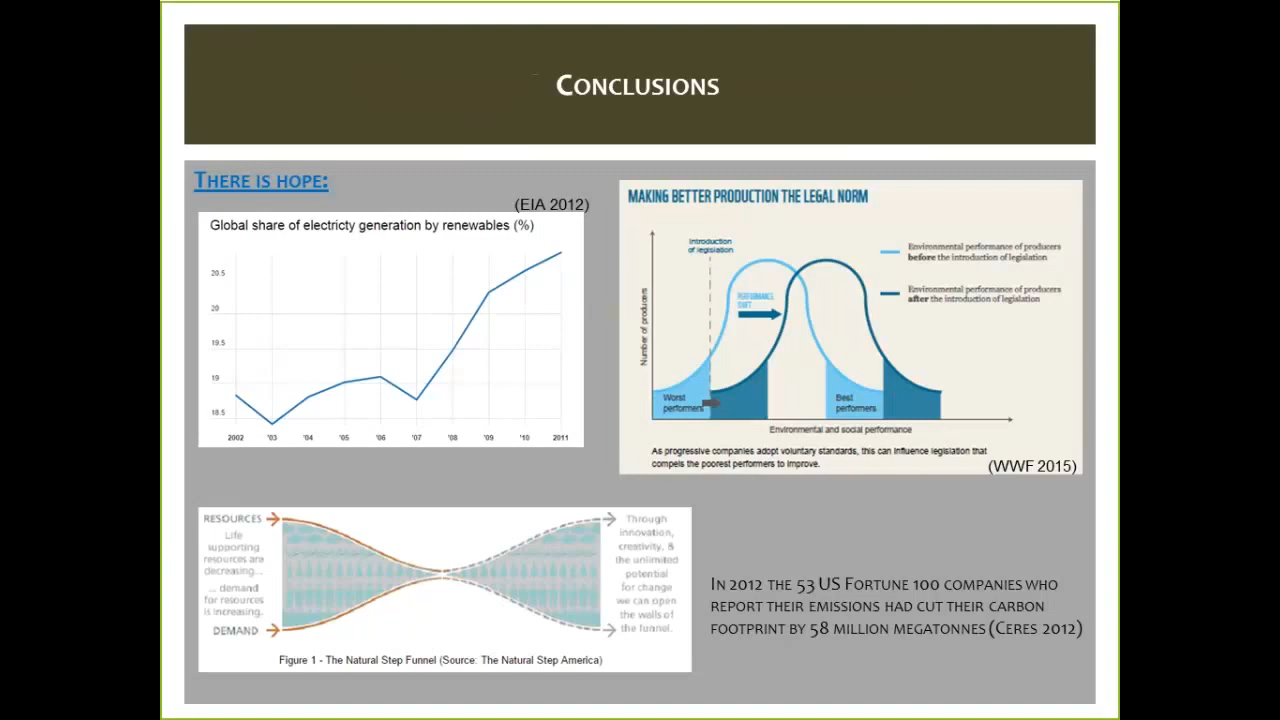 CONCLUSIONS
THERE IS HOPE:
(EIA 2012)
Global share of electricty generation by renewables (%)
20.5
20
19.5
19
18.5
2002 '03 '04 '05 '06 '07 '08 '09 '10 2011
MAKING BETTER PRODUCTION THE LEGAL NORM
Introduction
of legislation
Environmental performance of producers
before the introduction of legislation
Environmental performance of producers
after the introduction of legislation
PERFORMANCE
SHIFT
Number of producers
Worst
performers
Best
performers
Environmental and social performance
As progressive companies adopt voluntary standards, this can influence legislation that
compels the poorest performers to improve.
(WWF 2015)
RESOURCES
Life
supporting
resources are
decreasing...
... demand
for resources
is increasing.
DEMAND
Through
innovation,
creativity, &
the unlimited
potential
for change
we can open
the walls of
the funnel.
Figure 1 - The Natural Step Funnel (Source: The Natural Step America)
IN 2012 THE 53 US FORTUNE 100 COMPANIES WHO
REPORT THEIR EMISSIONS HAD CUT THEIR CARBON
FOOTPRINT BY 58 MILLION MEGATONNES (CERES 2012)